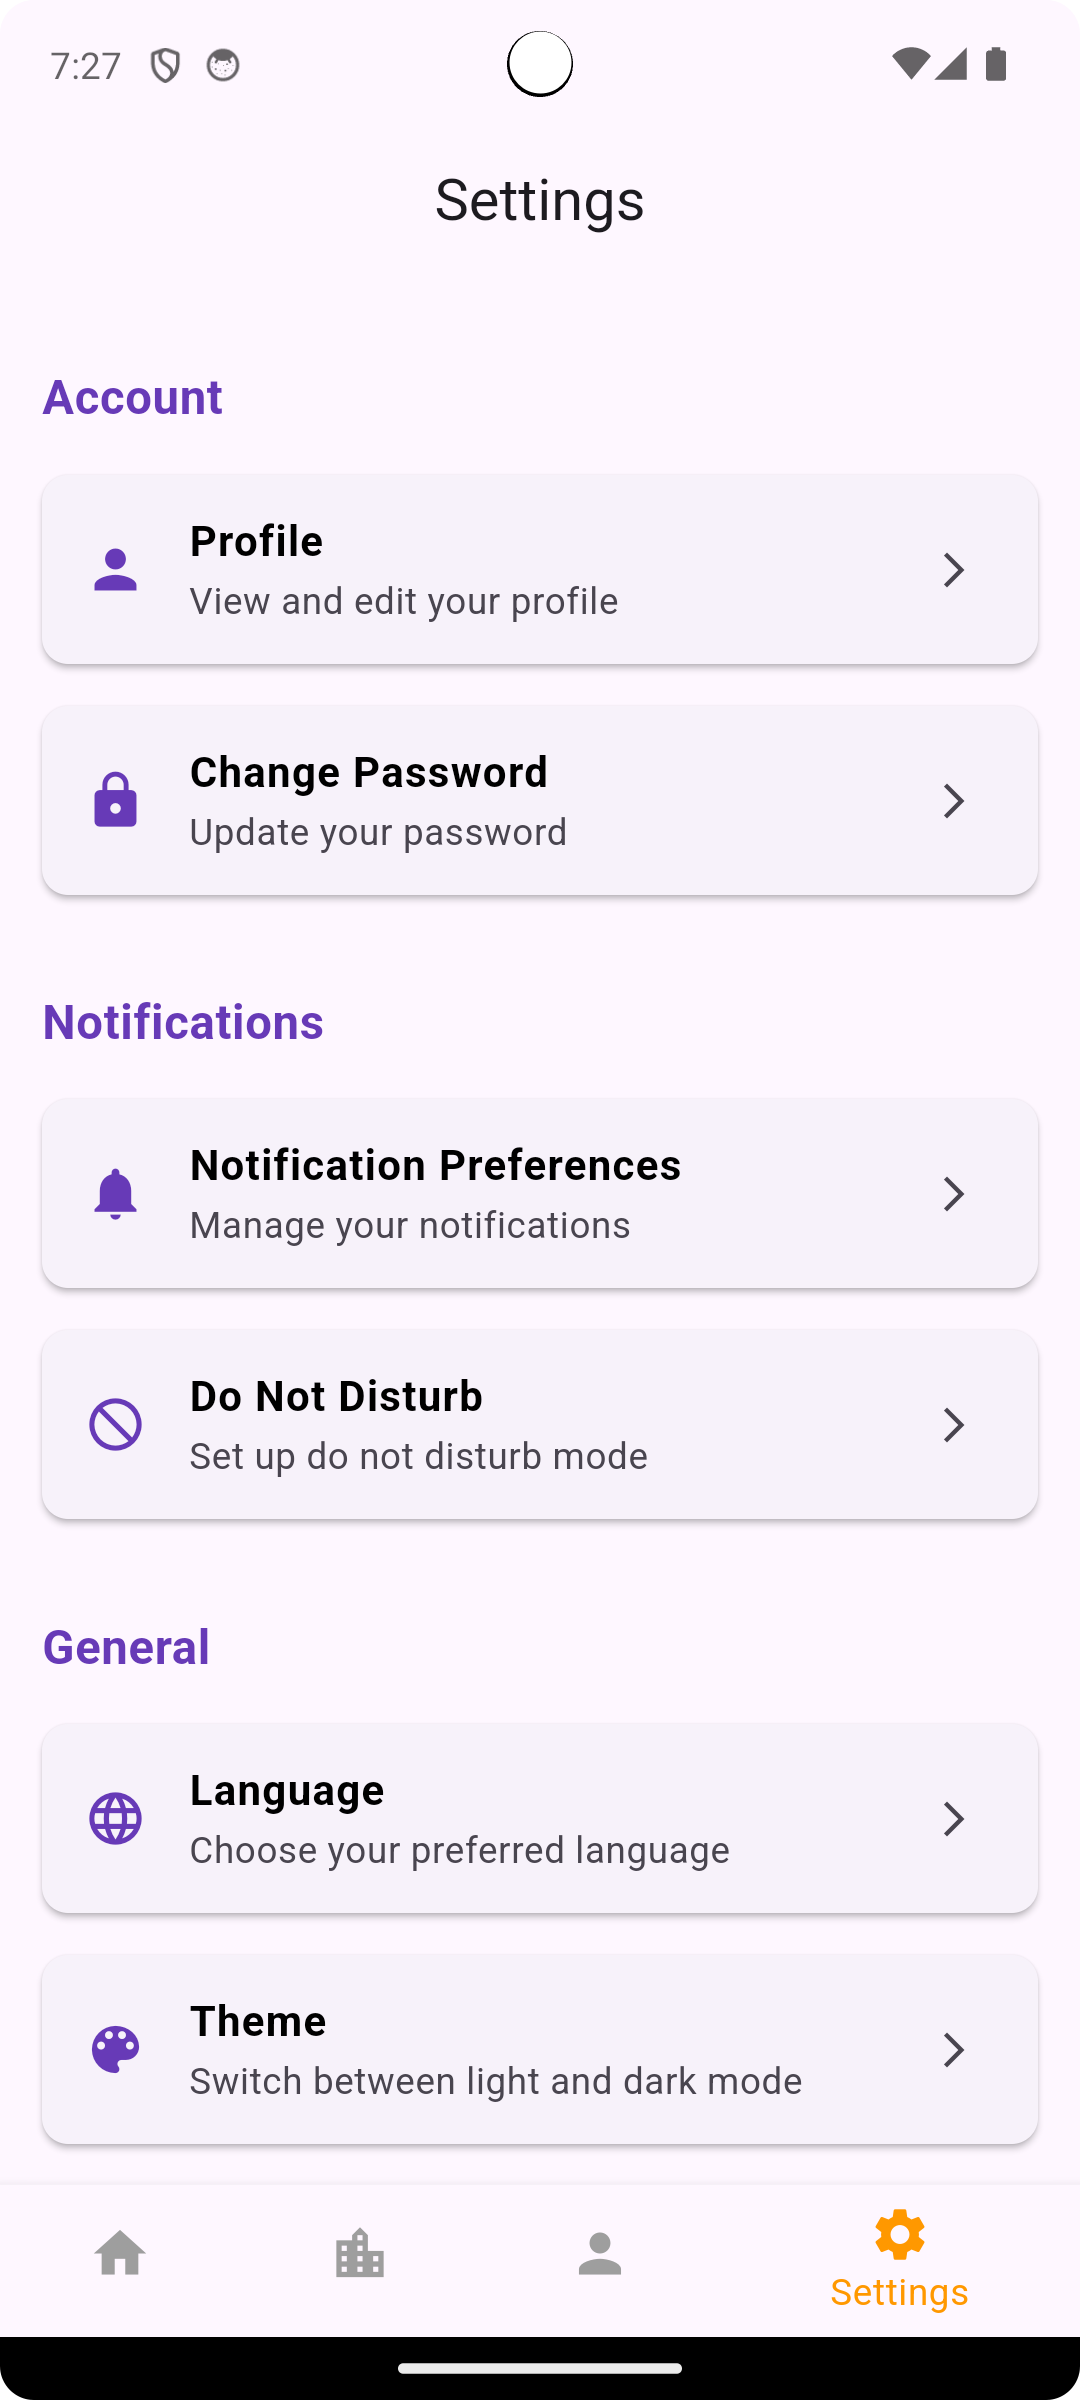 7:27
Settings
Account
Profile
View and edit your profile
Change Password
Update your password
Notifications
Notification Preferences
Manage your notifications
Do Not Disturb
Set up do not disturb mode
General
Language
Choose your preferred language
Theme
Switch between light and dark mode
Settings